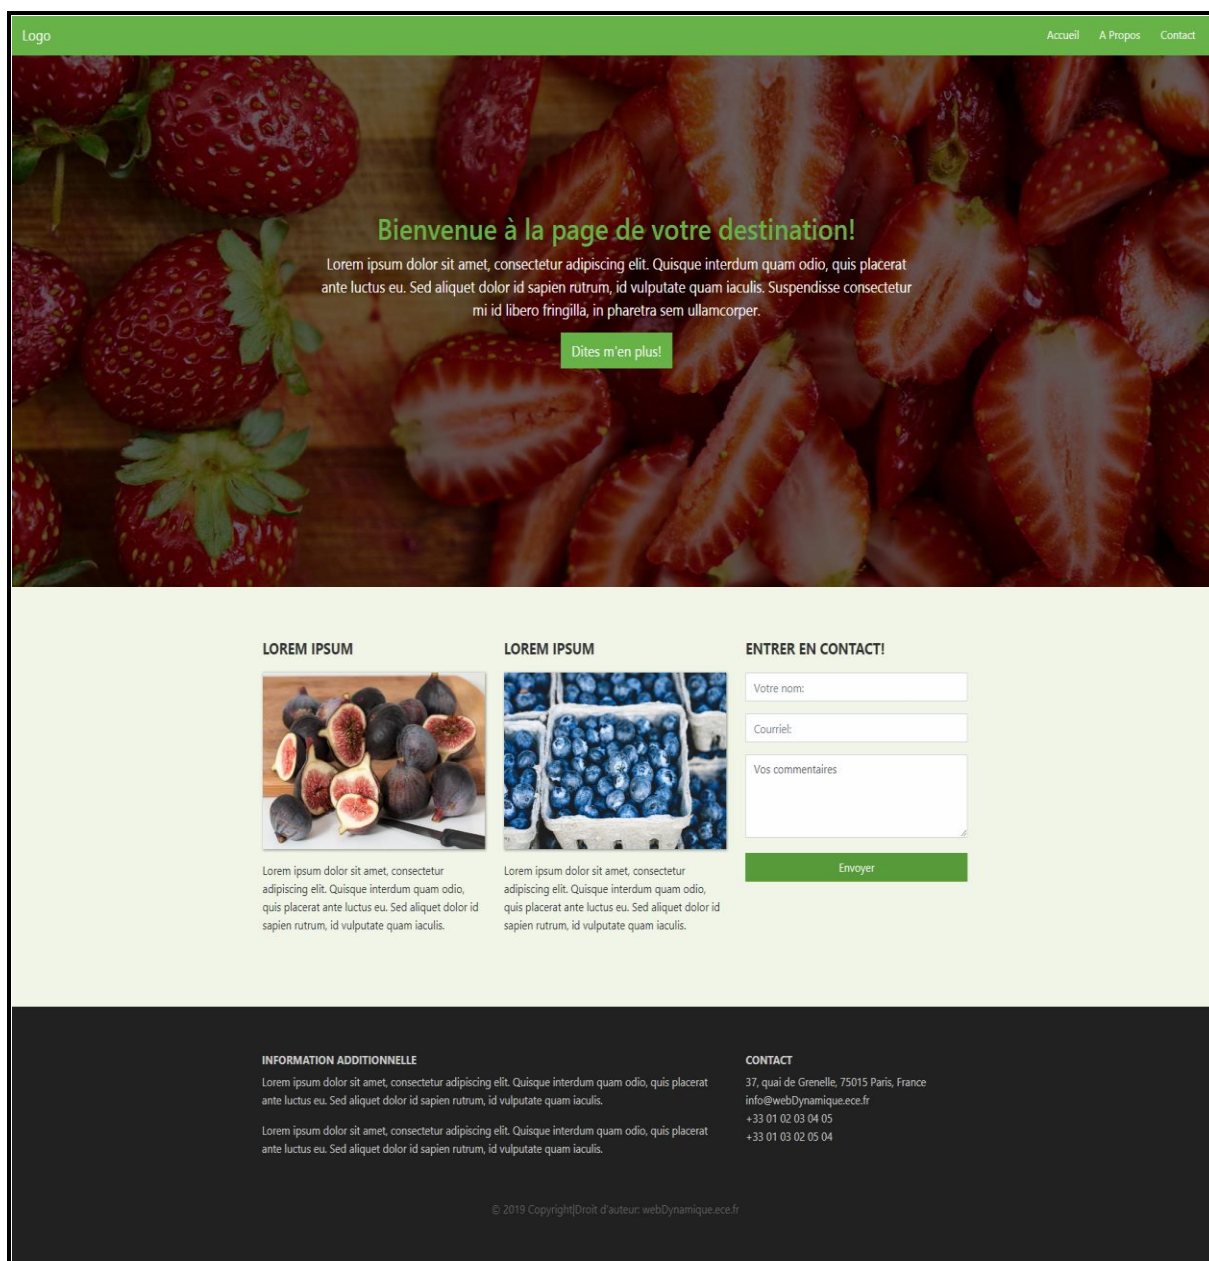 Logo
Accueil A Propos Contact
Bienvenue à la page de votre destination!
Lorem ipsum dolor sit amet, consectetur adipiscing elit. Quisque interdum quam odio, quis placerat
ante luctus eu. Sed aliquet dolor id sapien rutrum, id vulputate quam iaculis. Suspendisse consectetur
mi id libero fringilla, in pharetra sem ullamcorper.
Dites m'en plus!
LOREM IPSUM
Lorem ipsum dolor sit amet, consectetur
adipiscing elit. Quisque interdum quam odio,
quis placerat ante luctus eu. Sed aliquet dolor id
sapien rutrum, id vulputate quam iaculis.
LOREM IPSUM
Lorem ipsum dolor sit amet, consectetur
adipiscing elit. Quisque interdum quam odio,
quis placerat ante luctus eu. Sed aliquet dolor id
sapien rutrum, id vulputate quam iaculis.
ENTRER EN CONTACT!
Votre nom:
Courriel:
Vos commentaires
Envoyer
INFORMATION ADDITIONNELLE
Lorem ipsum dolor sit amet, consectetur adipiscing elit. Quisque interdum quam odio, quis placerat
ante luctus eu. Sed aliquet dolor id sapien rutrum, id vulputate quam iaculis.
Lorem ipsum dolor sit amet, consectetur adipiscing elit. Quisque interdum quam odio, quis placerat
ante luctus eu. Sed aliquet dolor id sapien rutrum, id vulputate quam iaculis.
CONTACT
37, quai de Grenelle, 75015 Paris, France
info@webDynamique.ece.fr
+33 01 02 03 04 05
+33 01 03 02 05 04
© 2019 Copyright|Droit d'auteur: webDynamique.ece.fr